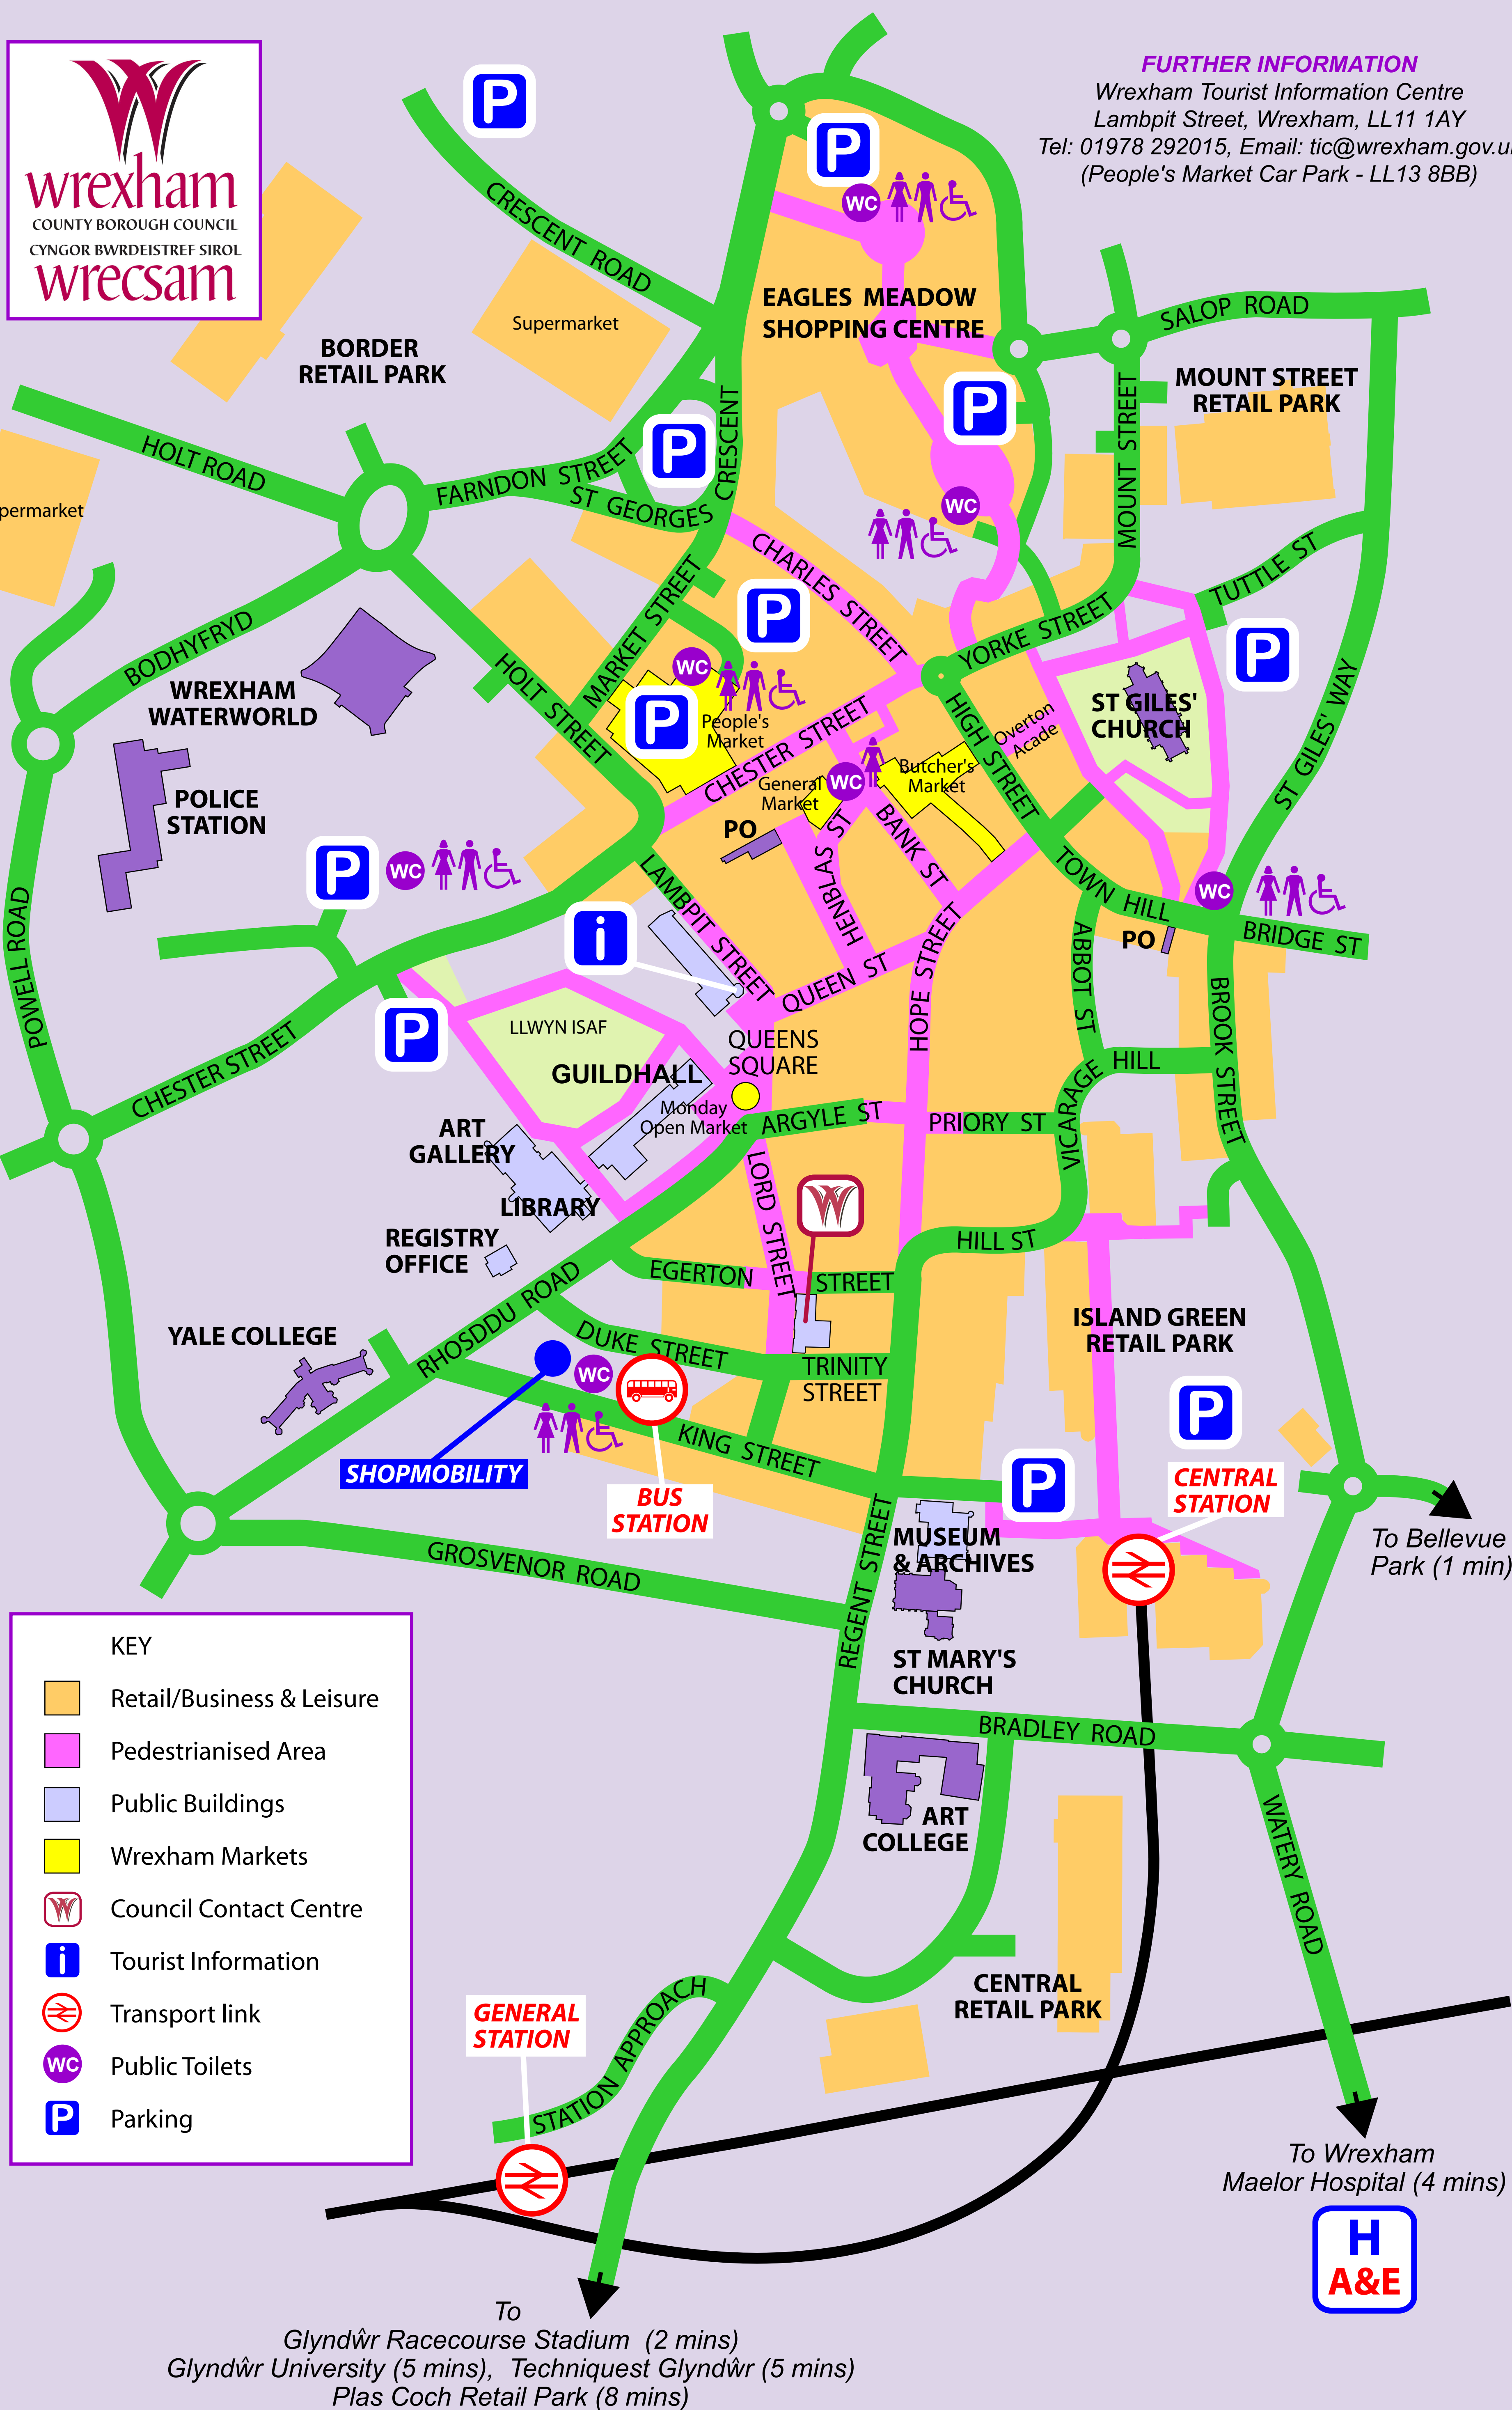 wrexham
COUNTY BOROUGH COUNCIL
CYNGOR BWRDEISTREF SIROL
wrecsam
FURTHER INFORMATION
Wrexham Tourist Information Centre
Lambpit Street, Wrexham, LL11 1AY
Tel: 01978 292015, Email: tic@wrexham.gov.u
(People's Market Car Park - LL13 8BB)
P
P
WC
CRESCENT ROAD
EAGLES MEADOW
SHOPPING CENTRE
SALOP ROAD
Supermarket
BORDER
RETAIL PARK
MOUNT STREET
RETAIL PARK
P
MOUNT STREET
CRESCENT
P
HOLT ROAD
FARNDON STREET
ST GEORGES
permarket
WC
CHARLES STREET
TUTTLE ST
MARKET STREET
P
YORKE STREET
BODHYFRYD
P
WC
HOLT STREET
WREXHAM
WATERWORLD
P
People's
Market
ST GILES'
CHURCH
ST GILES' WAY
HIGH STREET
Overton
Acade
CHESTER STREET
General
Market
WC
Butcher's
Market
POLICE
STATION
PO
HENBLAS ST
BANK ST
P
WC
LAMBPIT STREET
TOWN HILL
WC
i
PO
BRIDGE ST
POWELL ROAD
QUEEN ST
HOPE STREET
ABBOT ST
BROOK STREET
P
LLWYN ISAF
QUEENS
SQUARE
CHESTER STREET
GUILDHALL
HILL
VICARAGE
Monday
Open Market
ARGYLE ST
PRIORY ST
ART
GALLERY
LIBRARY
LORD STREET
REGISTRY
OFFICE
HILL ST
EGERTON
STREET
RHOSDDU ROAD
ISLAND GREEN
RETAIL PARK
YALE COLLEGE
DUKE STREET
TRINITY
STREET
WC
P
KING STREET
SHOPMOBILITY
BUS
STATION
P
CENTRAL
STATION
MUSEUM
& ARCHIVES
To Bellevue
Park (1 min)
GROSVENOR ROAD
REGENT STREET
ST MARY'S
CHURCH
BRADLEY ROAD
KEY
Retail/Business & Leisure
Pedestrianised Area
Public Buildings
Wrexham Markets
Council Contact Centre
i
Tourist Information
Transport link
WC
Public Toilets
P
Parking
ART
COLLEGE
WATERY ROAD
CENTRAL
RETAIL PARK
STATION APPROACH
GENERAL
STATION
To Wrexham
Maelor Hospital (4 mins)
H
A&E
To
Glyndŵr Racecourse Stadium (2 mins)
Glyndŵr University (5 mins), Techniquest Glyndŵr (5 mins)
Plas Coch Retail Park (8 mins)